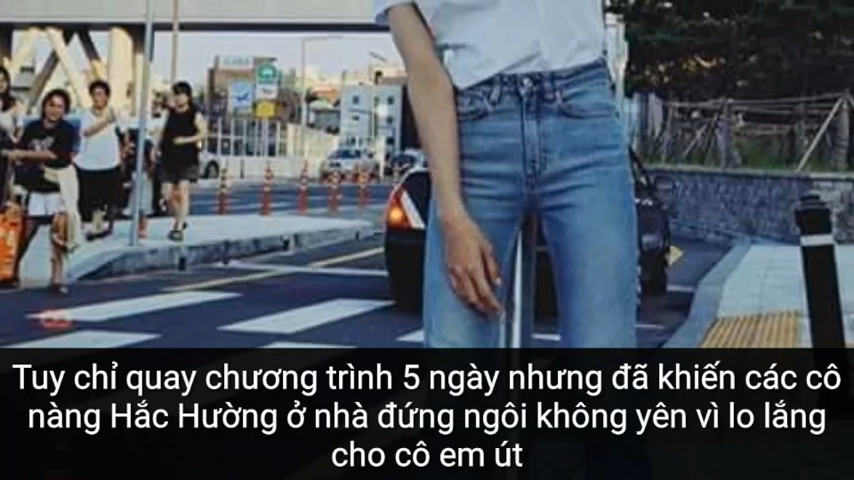 Tuy chỉ quay chương trình 5 ngày nhưng đã khiến các cô
nàng Hắc Hường ở nhà đứng ngôi không yên vì lo lắng
cho cô em út